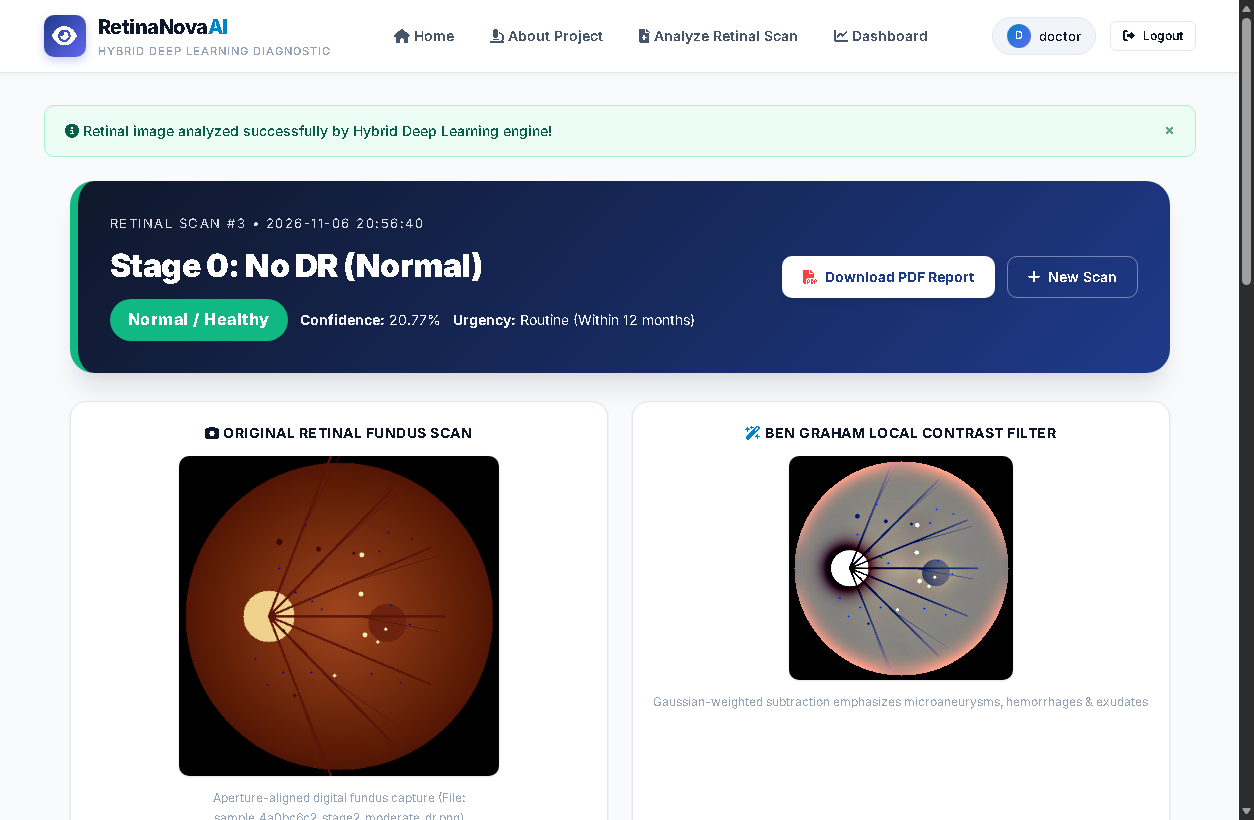 RetinaNovaAI
HYBRID DEEP LEARNING DIAGNOSTIC
Home
About Project
Analyze Retinal Scan
Dashboard
D
doctor
Logout
Retinal image analyzed successfully by Hybrid Deep Learning engine!
×
RETINAL SCAN #3 • 2026-11-06 20:56:40
Stage 0: No DR (Normal)
Normal / Healthy
Confidence: 20.77%
Urgency: Routine (Within 12 months)
PDF
Download PDF Report
+ New Scan
ORIGINAL RETINAL FUNDUS SCAN
Aperture-aligned digital fundus capture (File:
sample_4a0bc6c2_stage2_moderate_dr.png)
BEN GRAHAM LOCAL CONTRAST FILTER
Gaussian-weighted subtraction emphasizes microaneurysms, hemorrhages & exudates